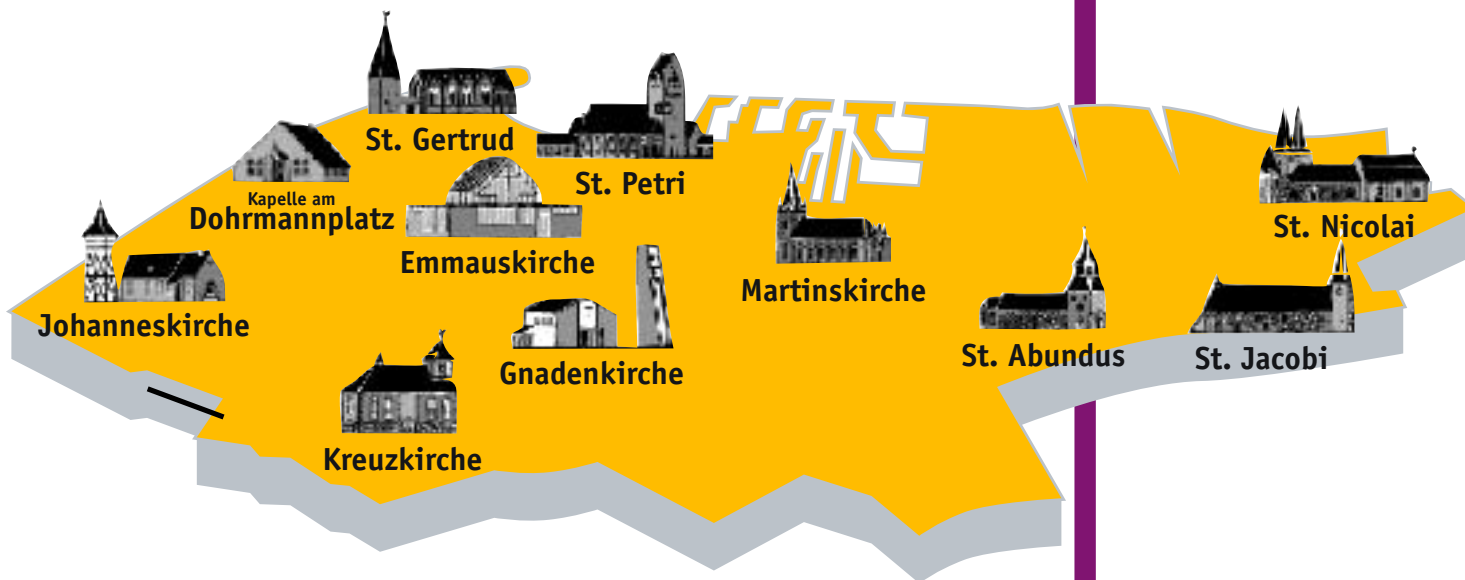 St. Gertrud
St. Petri
Kapelle am
Dohrmannplatz
St. Nicolai
Emmauskirche
Martinskirche
Johanneskirche
St. Abundus
St. Jacobi
Gnadenkirche
Kreuzkirche